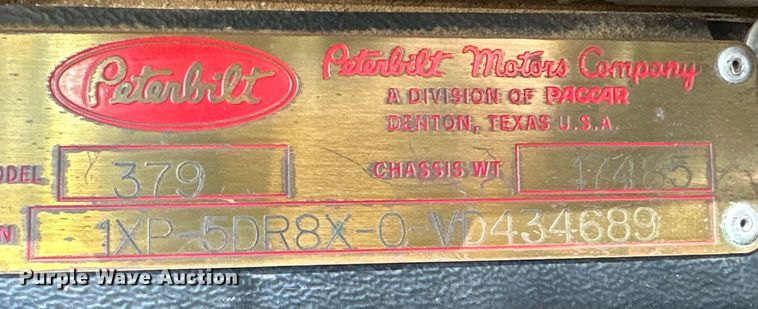 Peterbilt
Peterbilt Motors Company
A DIVISION OF PACCAR
DENTON, TEXAS U.S.A.
ODEL 379 CHASSIS WT 17485
N 1XP-5DR8X-0-VD434689
Purple Wave Auction